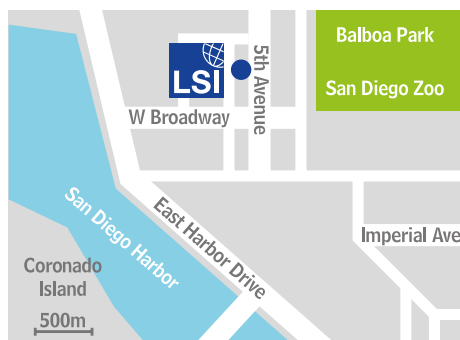 Balboa Park
San Diego Zoo
LSI
5th Avenue
W Broadway
San Diego Harbor
East Harbor Drive
Imperial Ave
Coronado
Island
500m